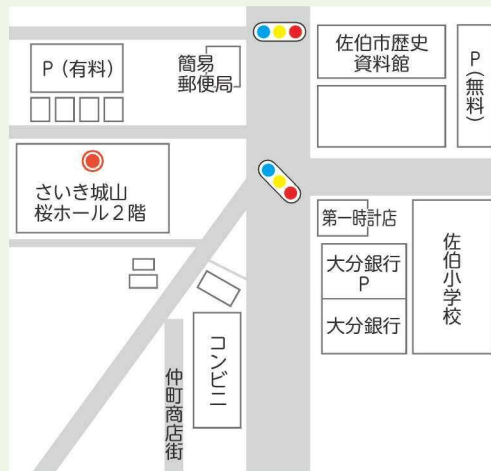 P（有料）
簡易
郵便局
佐伯市歴史
資料館
P（無料）
さいき城山
桜ホール２階
第一時計店
大分銀行
P
大分銀行
佐伯小学校
コンビニ
仲町商店街